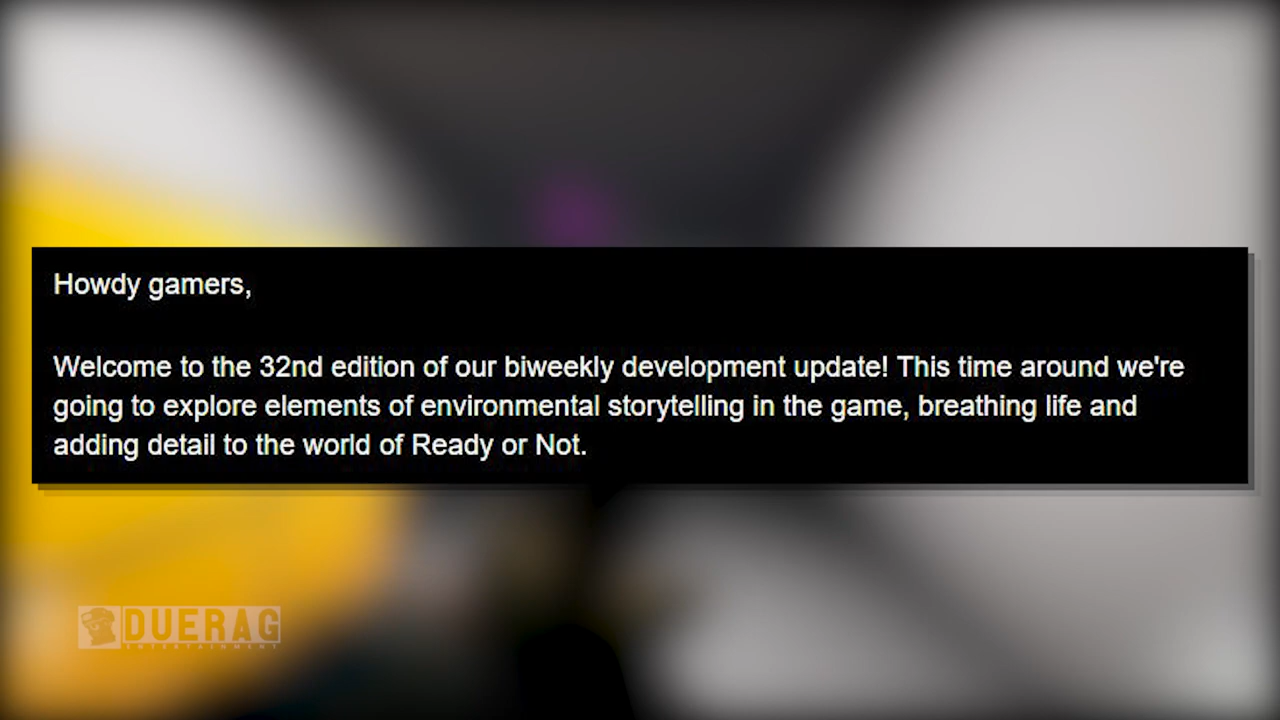 Howdy gamers,
Welcome to the 32nd edition of our biweekly development update! This time around we're
going to explore elements of environmental storytelling in the game, breathing life and
adding detail to the world of Ready or Not.
DUERAG
ENTERTAINMENT